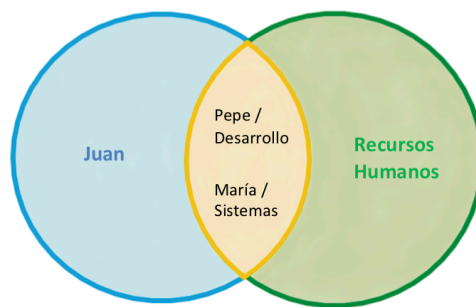 Juan
Pepe /
Desarrollo
María /
Sistemas
Recursos
Humanos